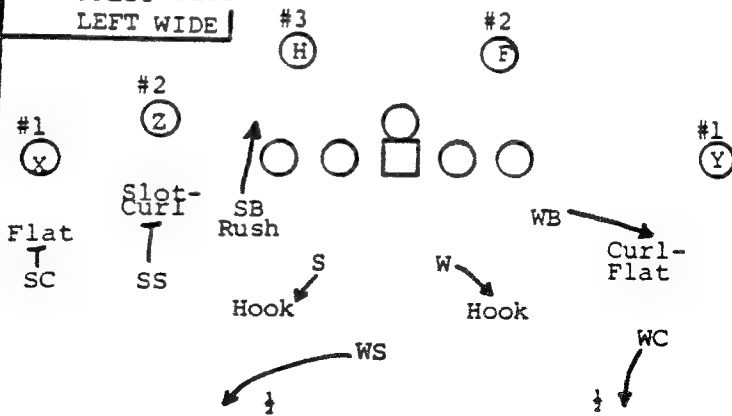 LEFT WIDE
#3
#2
H
F
#2
Z
#1
X
#1
Y
Slot-
Curl
SB
Rush
WB
Flat
Curl-
Flat
SC
SS
S
W
Hook
Hook
WS
WC
½
½